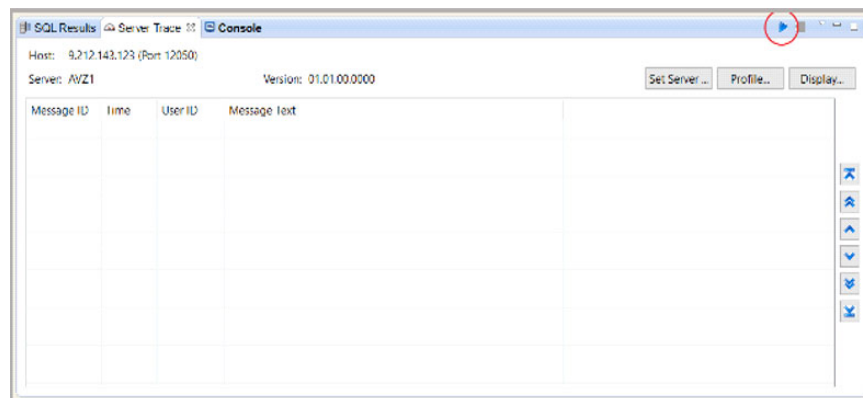 SQL Results Server Trace Console
Host: 9.212.143.123 (Port 12050)
Server: AVZ1 Version: 01.01.00.0000 Set Server... Profile... Display...
Message ID Time User ID Message Text